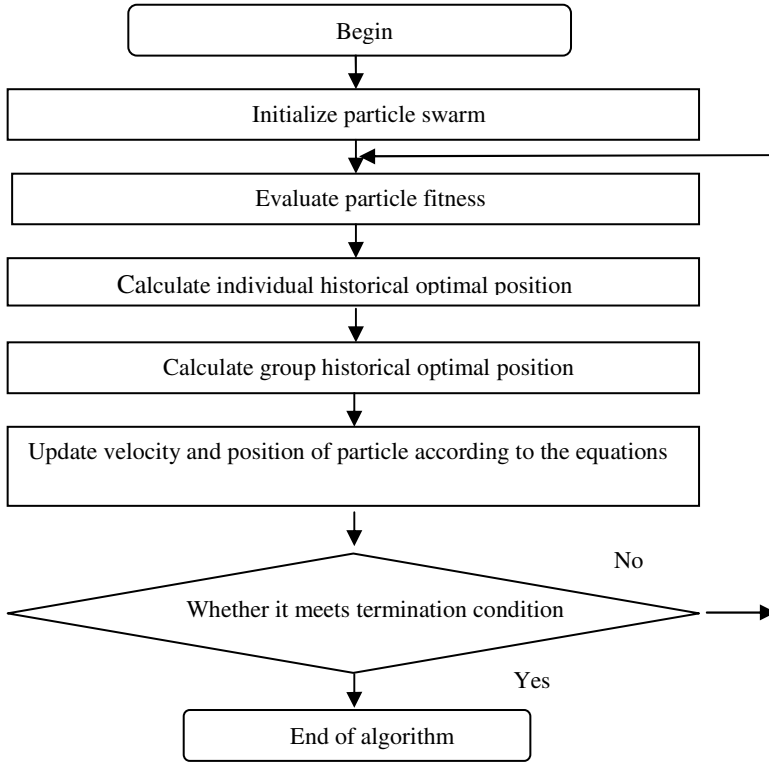 Begin
Initialize particle swarm
Evaluate particle fitness
Calculate individual historical optimal position
Calculate group historical optimal position
Update velocity and position of particle according to the equations
No
Whether it meets termination condition
Yes
End of algorithm